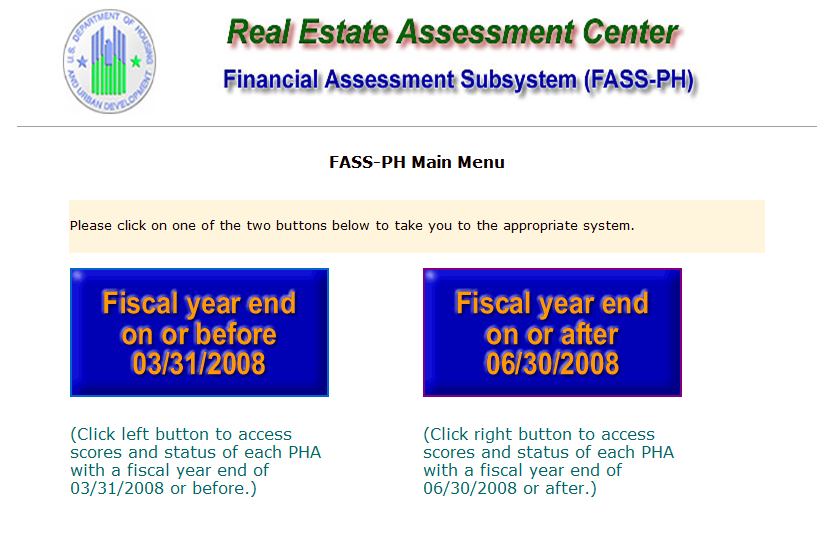 U.S. DEPARTMENT OF HOUSING
AND URBAN DEVELOPMENT
Real Estate Assessment Center
Financial Assessment Subsystem (FASS-PH)
FASS-PH Main Menu
Please click on one of the two buttons below to take you to the appropriate system.
Fiscal year end
on or before
03/31/2008
(Click left button to access
scores and status of each PHA
with a fiscal year end of
03/31/2008 or before.)
Fiscal year end
on or after
06/30/2008
(Click right button to access
scores and status of each PHA
with a fiscal year end of
06/30/2008 or after.)